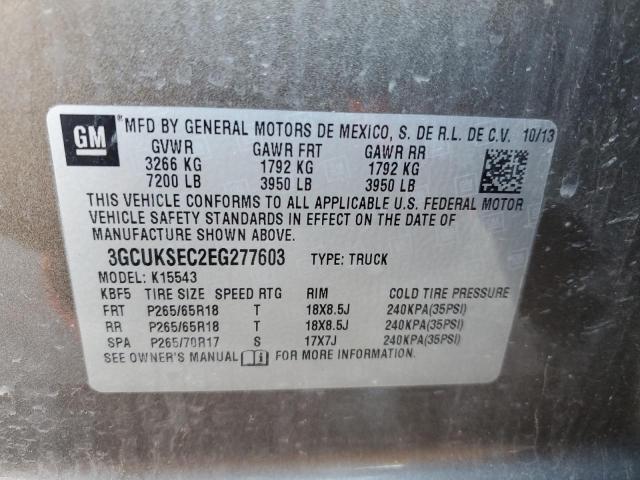 GM ® MFD BY GENERAL MOTORS DE MEXICO, S. DE R.L. DE C.V. 10/13
GVWR GAWR FRT GAWR RR
3266 KG 1792 KG 1792 KG
7200 LB 3950 LB 3950 LB
THIS VEHICLE CONFORMS TO ALL APPLICABLE U.S. FEDERAL MOTOR
VEHICLE SAFETY STANDARDS IN EFFECT ON THE DATE OF
MANUFACTURE SHOWN ABOVE.
3GCUKSEC2EG277603 TYPE: TRUCK
MODEL: K15543
KBF5 TIRE SIZE SPEED RTG RIM COLD TIRE PRESSURE
FRT P265/65R18 T 18X8.5J 240KPA(35PSI)
RR P265/65R18 T 18X8.5J 240KPA(35PSI)
SPA P265/70R17 S 17X7J 240KPA(35PSI)
SEE OWNER'S MANUAL i FOR MORE INFORMATION.